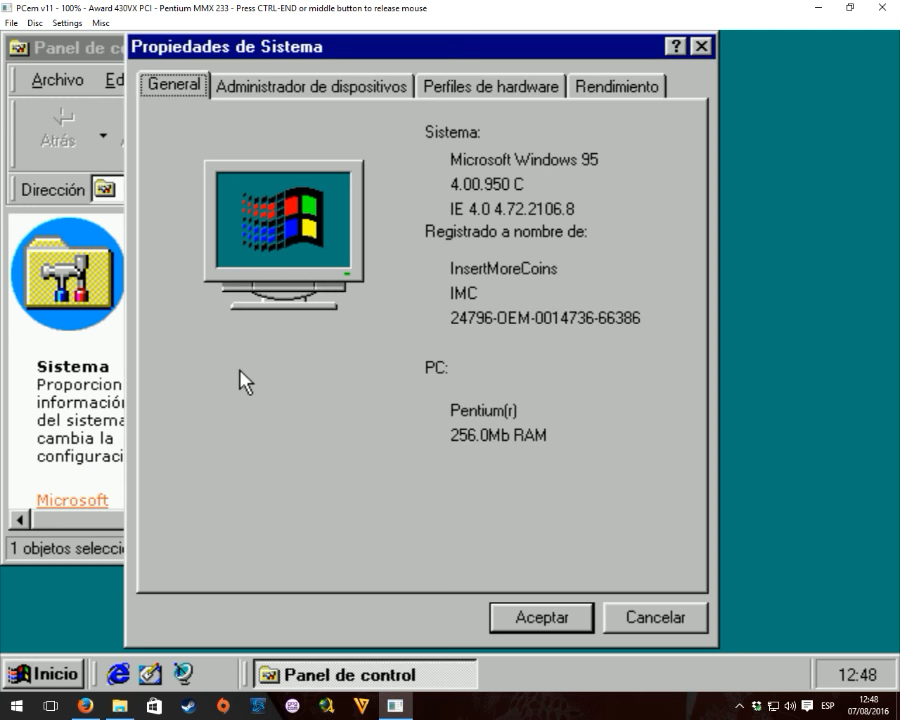 PCem v11 - 100% - Award 430VX PCI - Pentium MMX 233 - Press CTRL-END or middle button to release mouse
File Disc Settings Misc
Panel de co
Propiedades de Sistema
Archivo Ed
General Administrador de dispositivos Perfiles de hardware Rendimiento
Atrás
Dirección
Sistema:
Microsoft Windows 95
4.00.950 C
IE 4.0 4.72.2106.8
Registrado a nombre de:
InsertMoreCoins
IMC
24796-OEM-0014736-66386
PC:
Pentium(r)
256.0Mb RAM
Sistema
Proporcion
informació
del sistema
cambia la
configuraci
Microsoft
1 objetos selecci
Aceptar Cancelar
Inicio Panel de control 12:48
ESP 12:48
07/08/2016